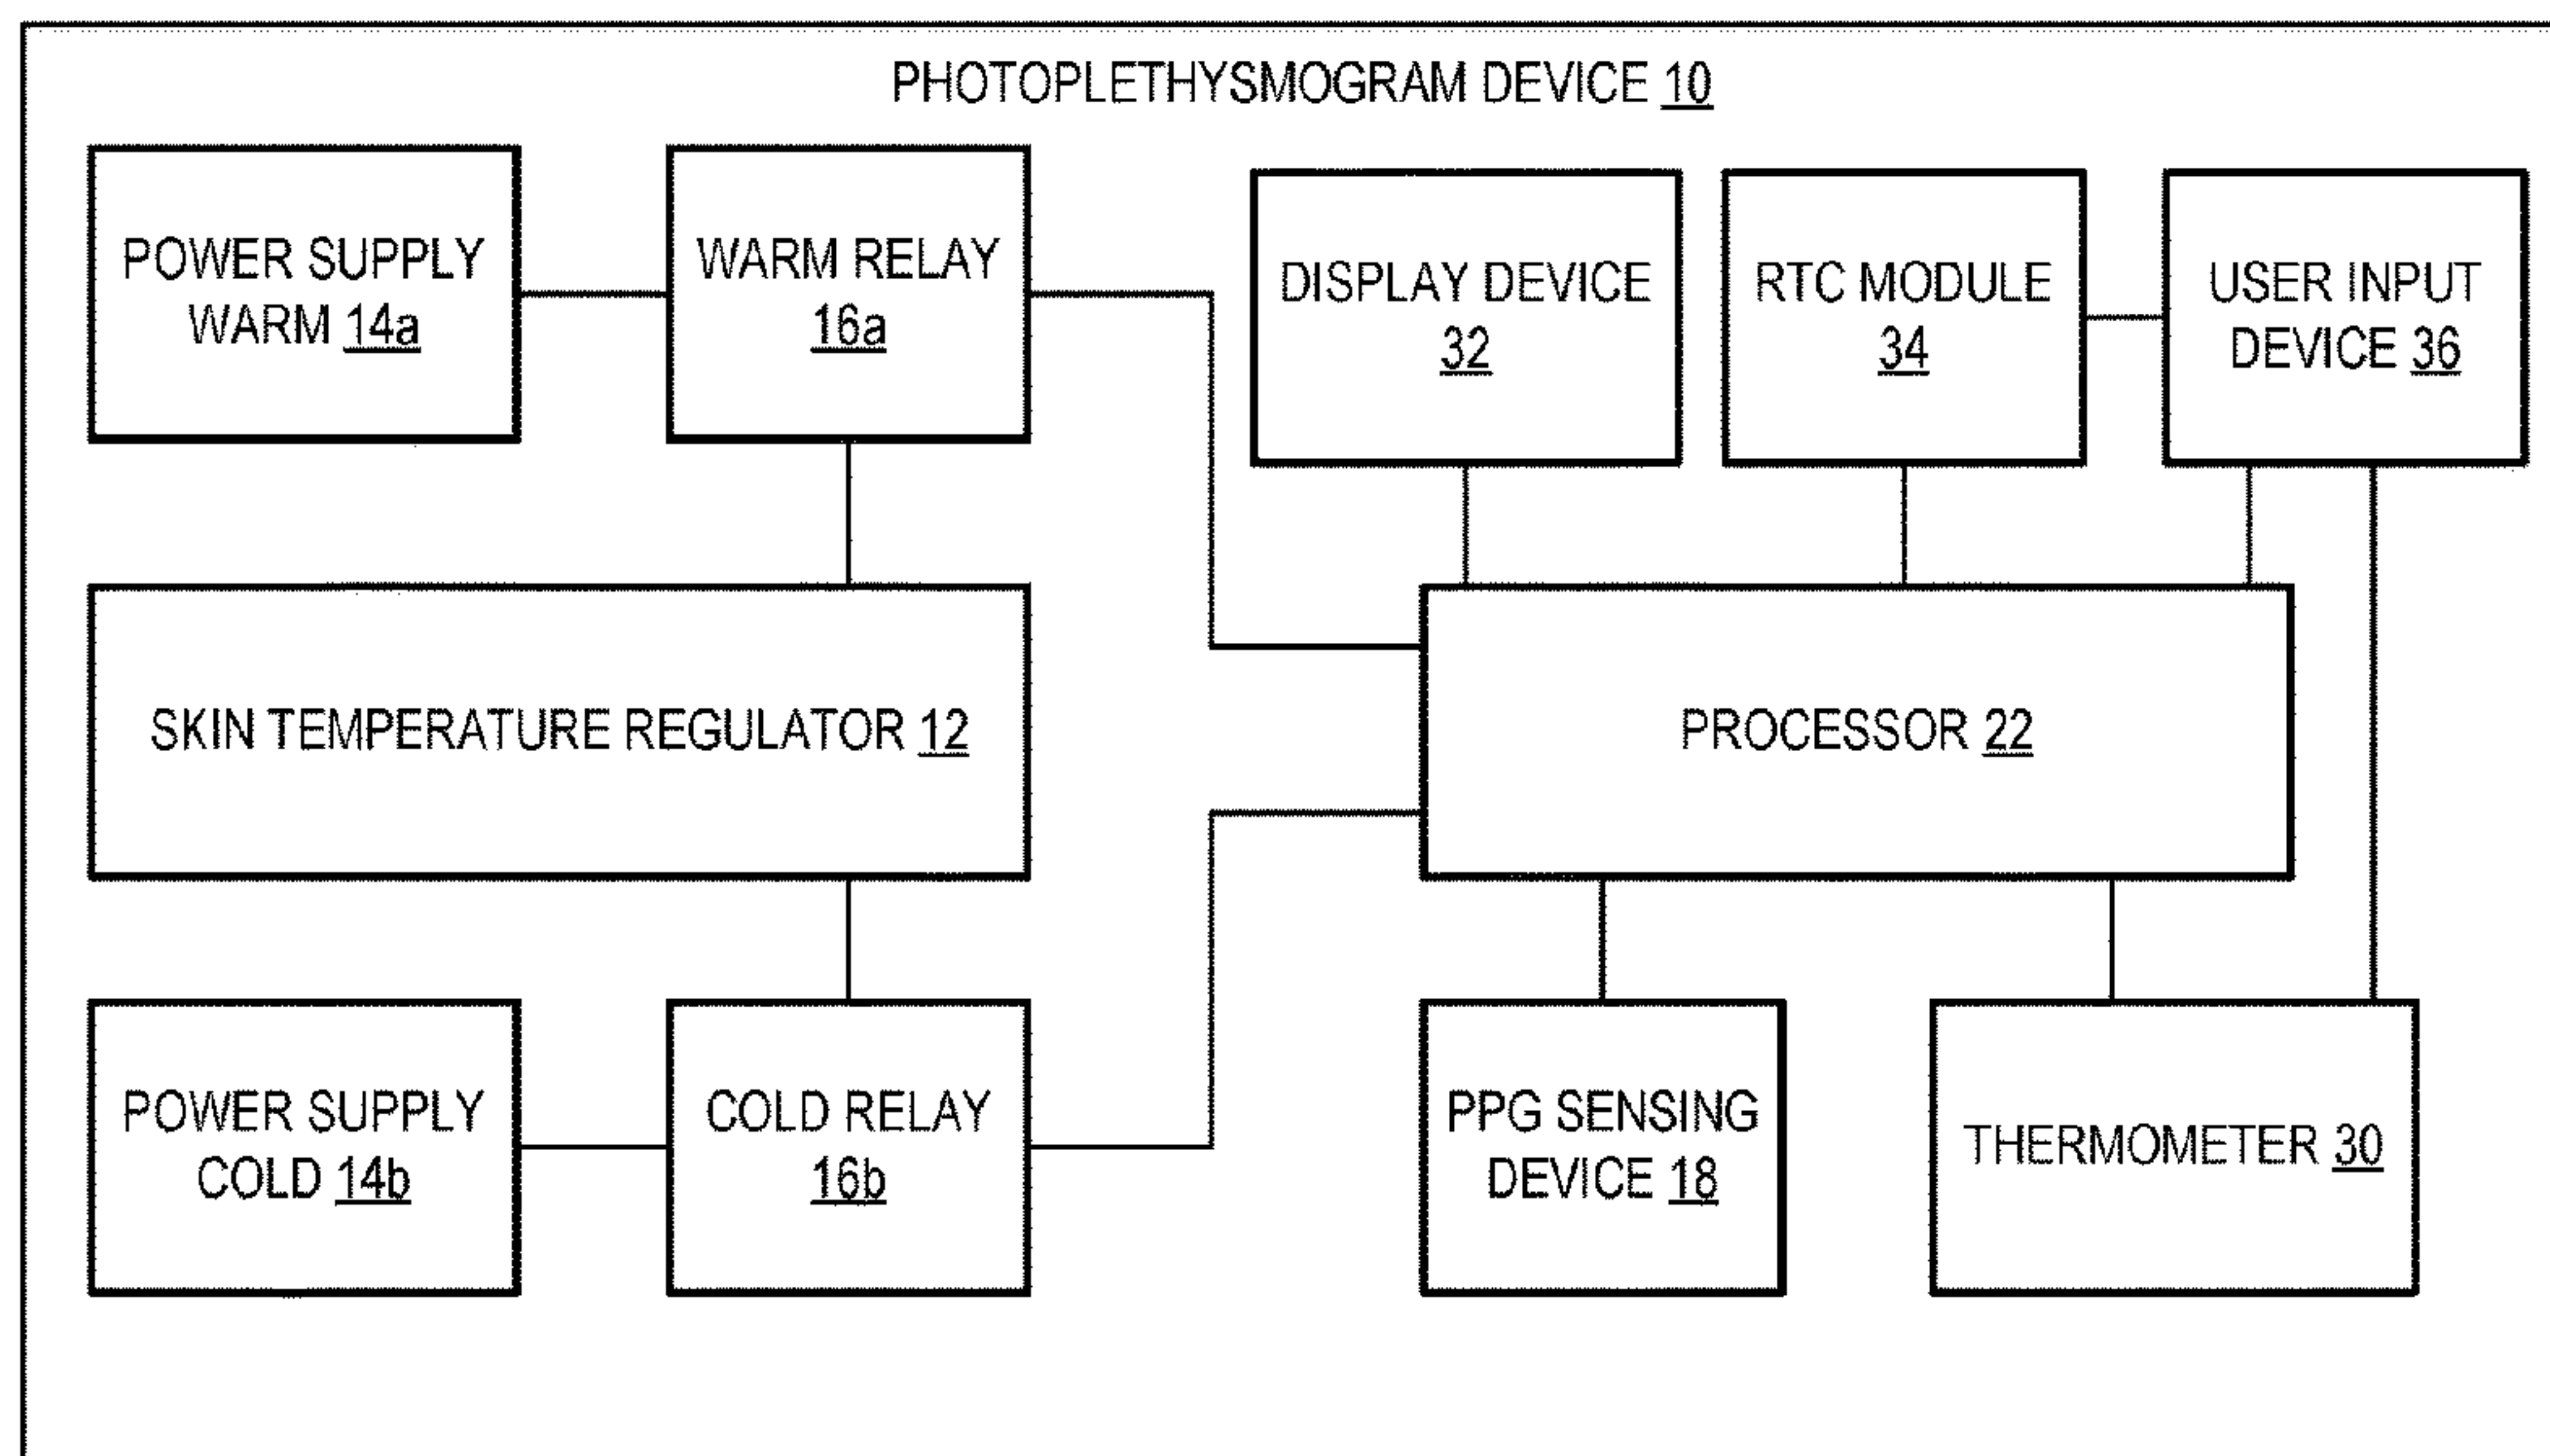 PHOTOPLETHYSMOGRAM DEVICE 10
POWER SUPPLY
WARM 14a
WARM RELAY
16a
DISPLAY DEVICE
32
RTC MODULE
34
USER INPUT
DEVICE 36
SKIN TEMPERATURE REGULATOR 12
PROCESSOR 22
POWER SUPPLY
COLD 14b
COLD RELAY
16b
PPG SENSING
DEVICE 18
THERMOMETER 30